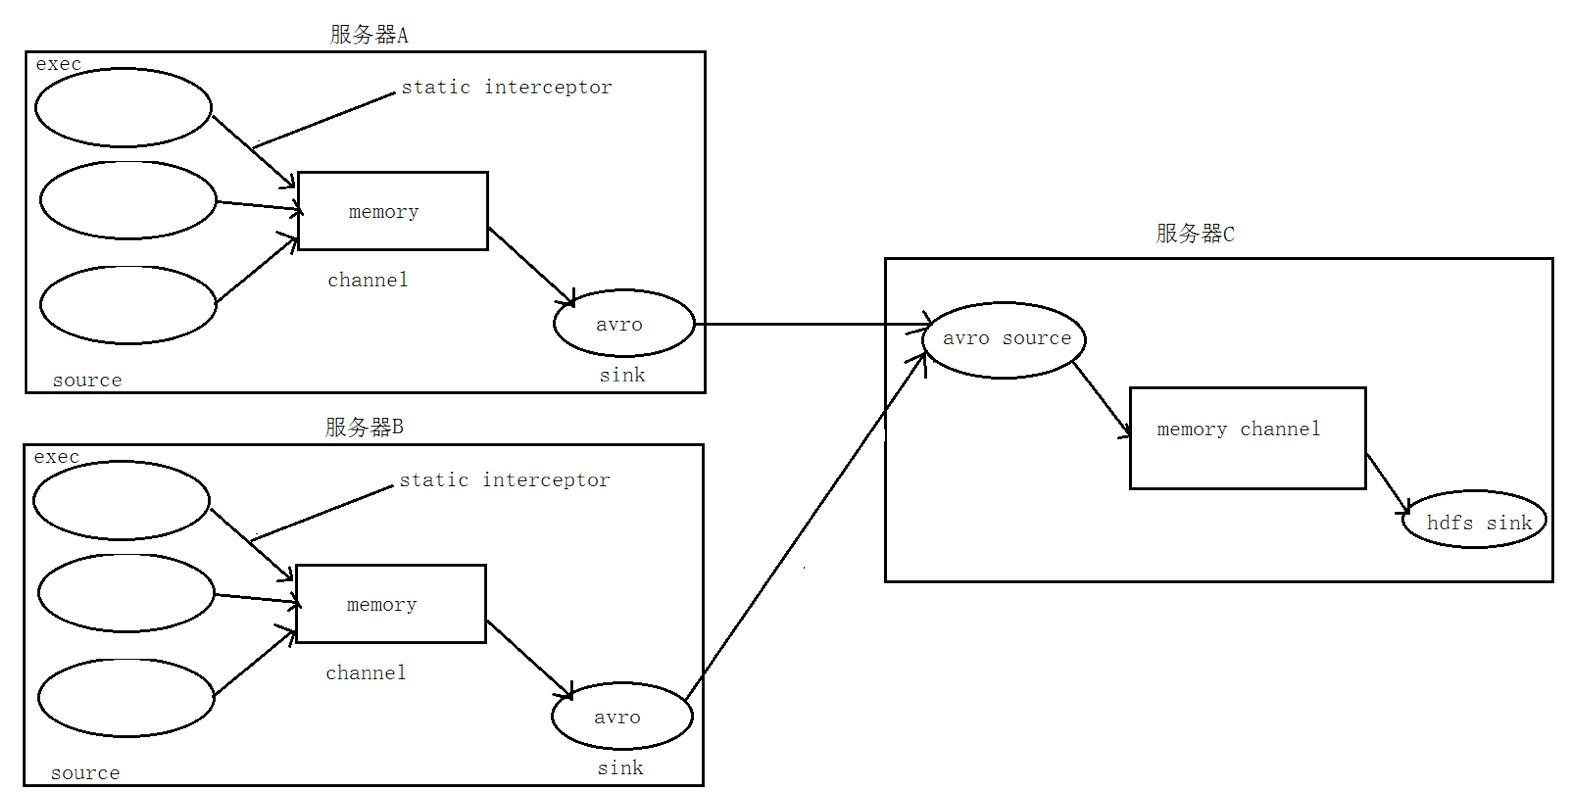 服务器A
exec
static interceptor
memory
channel
avro
sink
source
服务器B
exec
static interceptor
memory
channel
avro
sink
source
服务器C
avro source
memory channel
hdfs sink